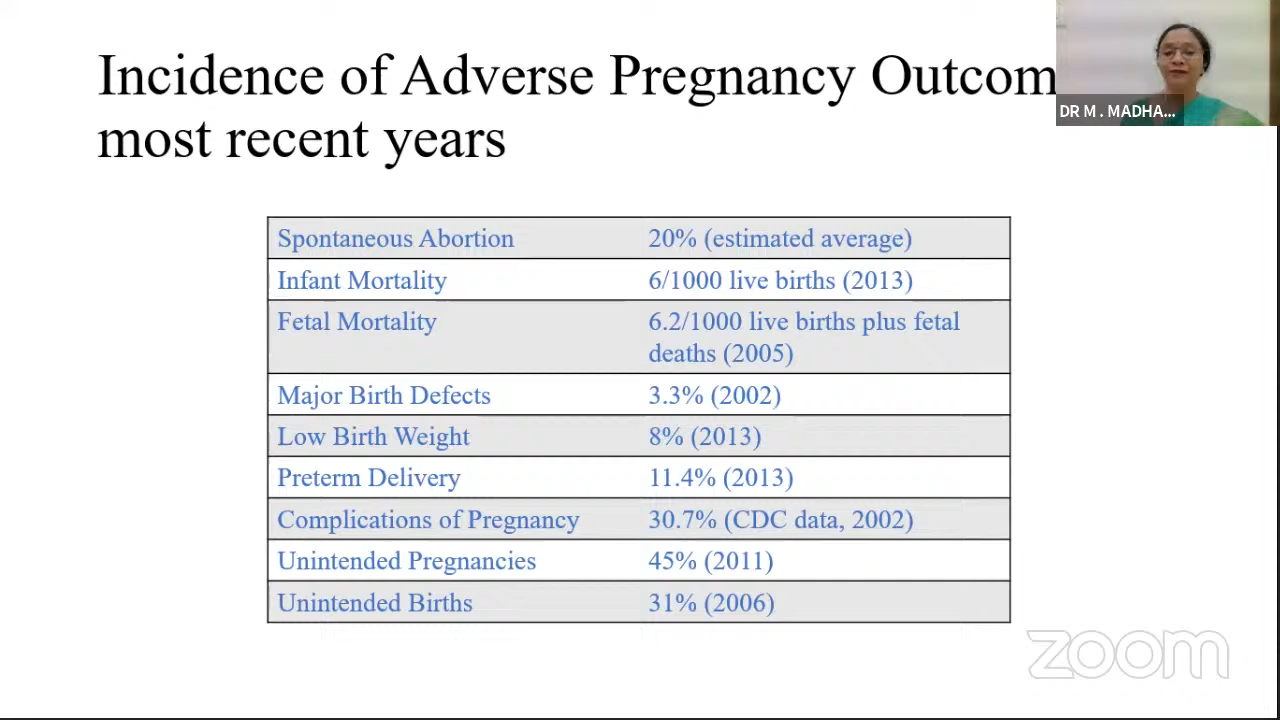 Incidence of Adverse Pregnancy Outcom
most recent years
DR M . MADHA...
Spontaneous Abortion 20% (estimated average)
Infant Mortality 6/1000 live births (2013)
Fetal Mortality 6.2/1000 live births plus fetal
deaths (2005)
Major Birth Defects 3.3% (2002)
Low Birth Weight 8% (2013)
Preterm Delivery 11.4% (2013)
Complications of Pregnancy 30.7% (CDC data, 2002)
Unintended Pregnancies 45% (2011)
Unintended Births 31% (2006)
zoom